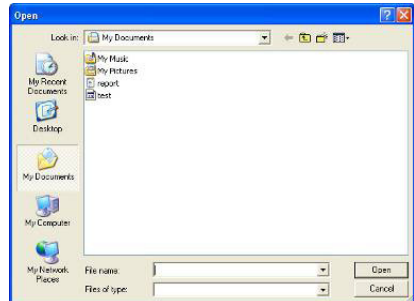 Open
Look in: My Documents
My Recent
Documents
Desktop
My Documents
My Computer
My Network
Places
My Music
My Pictures
report
test
File name: Open
Files of type: Cancel